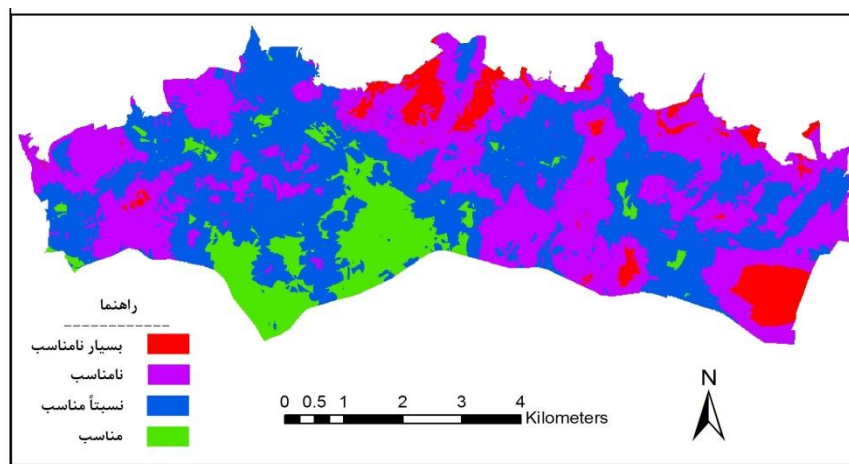 راهنما
بسیار نامناسب
نامناسب
نسبتاً مناسب
مناسب
0 0.5 1 2 3 4
Kilometers
N